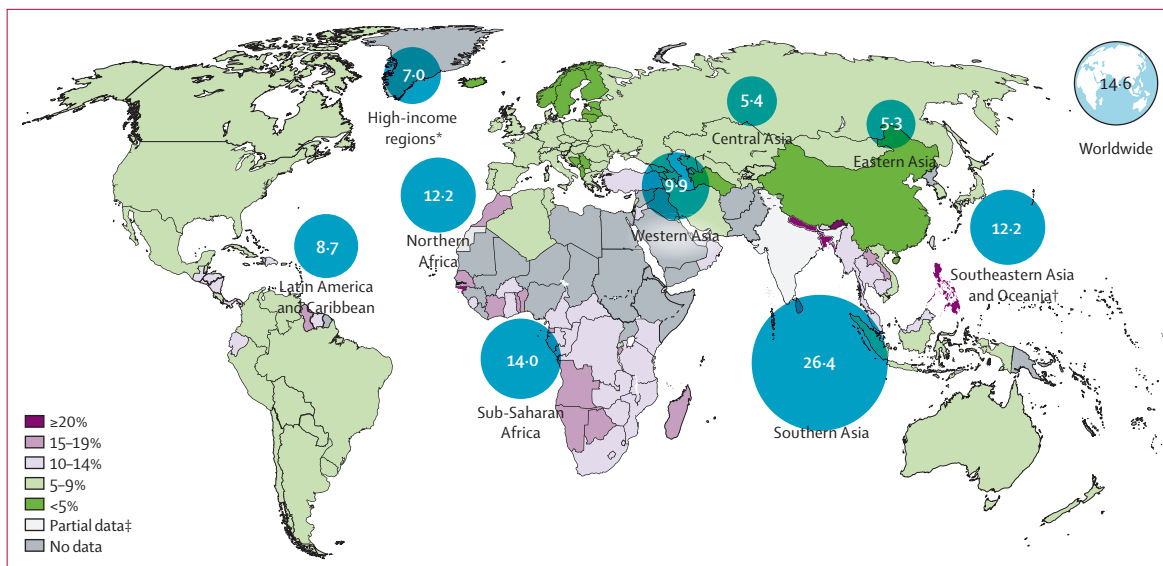 7·0
High-income
regions*
12·2
Northern
Africa
8·7
Latin America
and Caribbean
14·0
Sub-Saharan
Africa
9·9
Western Asia
5·4
Central Asia
5·3
Eastern Asia
26·4
Southern Asia
12·2
Southeastern Asia
and Oceania†
14·6
Worldwide
≥20%
15–19%
10–14%
5–9%
<5%
Partial data‡
No data